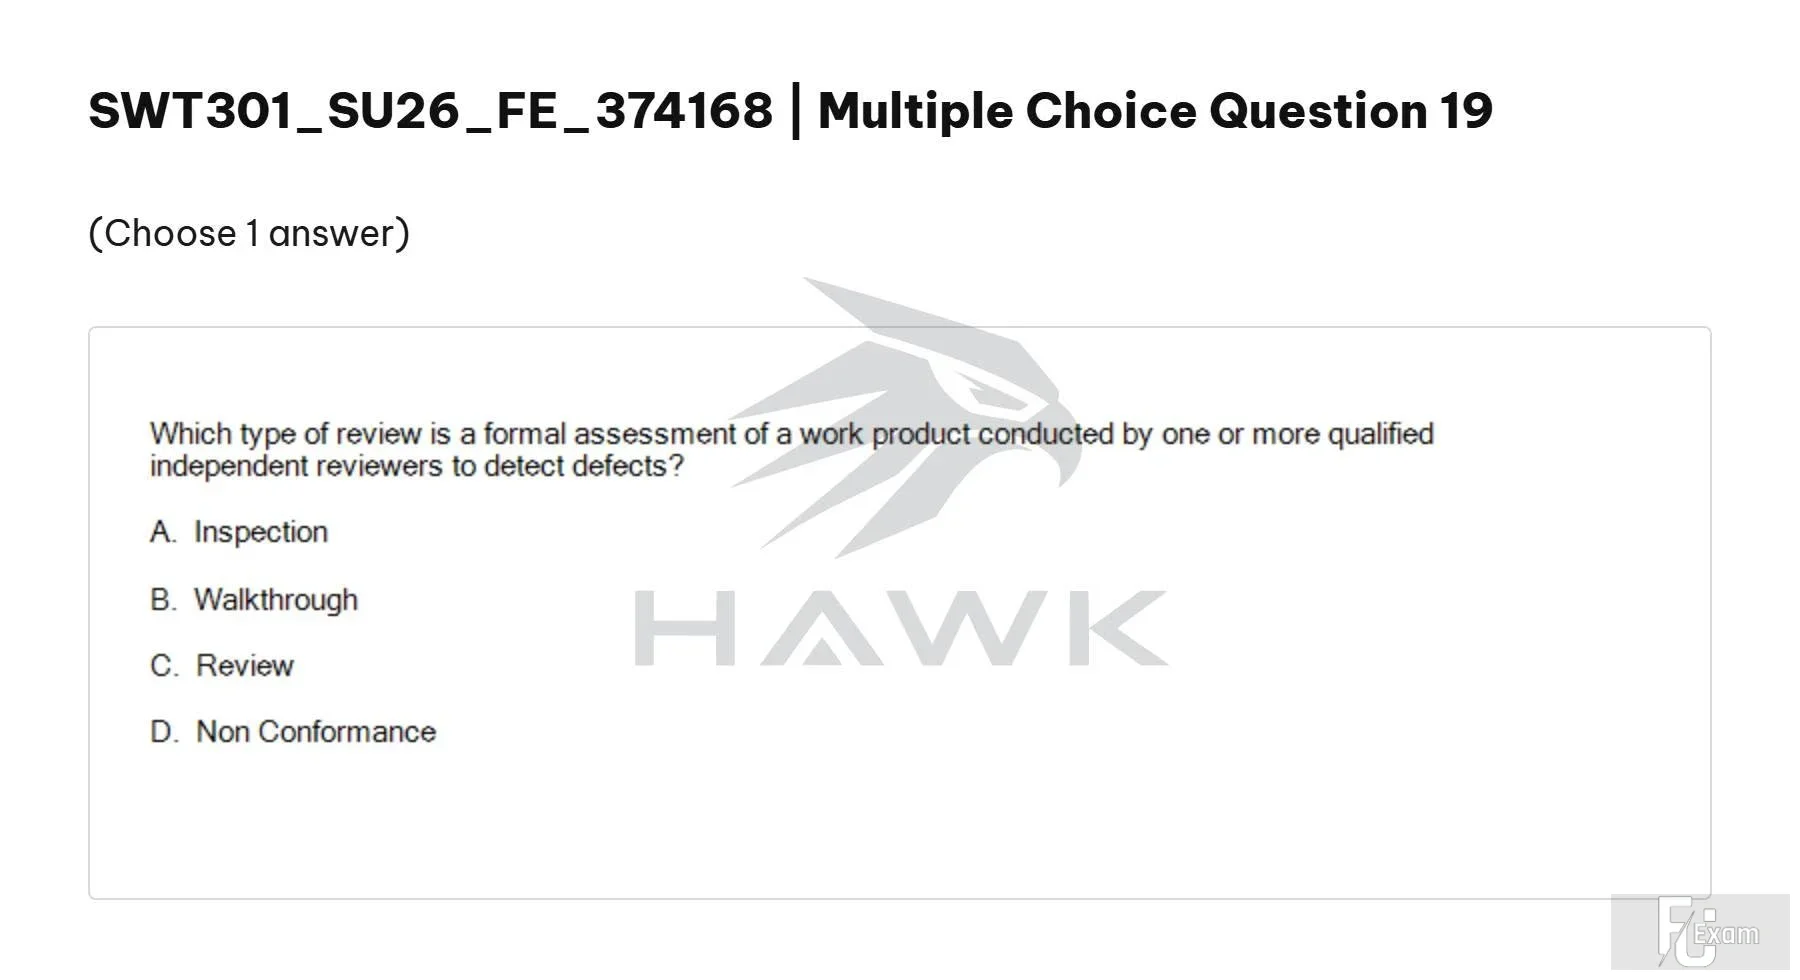 SWT301_SU26_FE_374168 | Multiple Choice Question 19
(Choose 1 answer)
Which type of review is a formal assessment of a work product conducted by one or more qualified
independent reviewers to detect defects?
A. Inspection
B. Walkthrough
C. Review
D. Non Conformance
HAWK
FU Exam